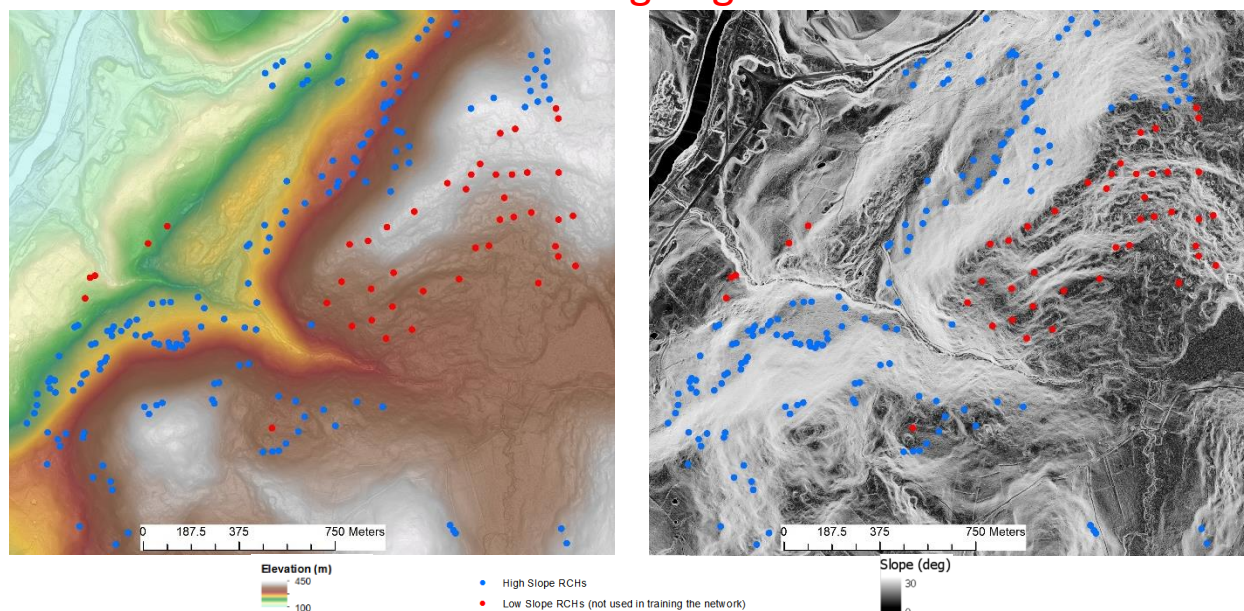 0 187.5 375 750 Meters
0 187.5 375 750 Meters
Elevation (m)
450
100
High Slope RCHs
Low Slope RCHs (not used in training the network)
Slope (deg)
30
0